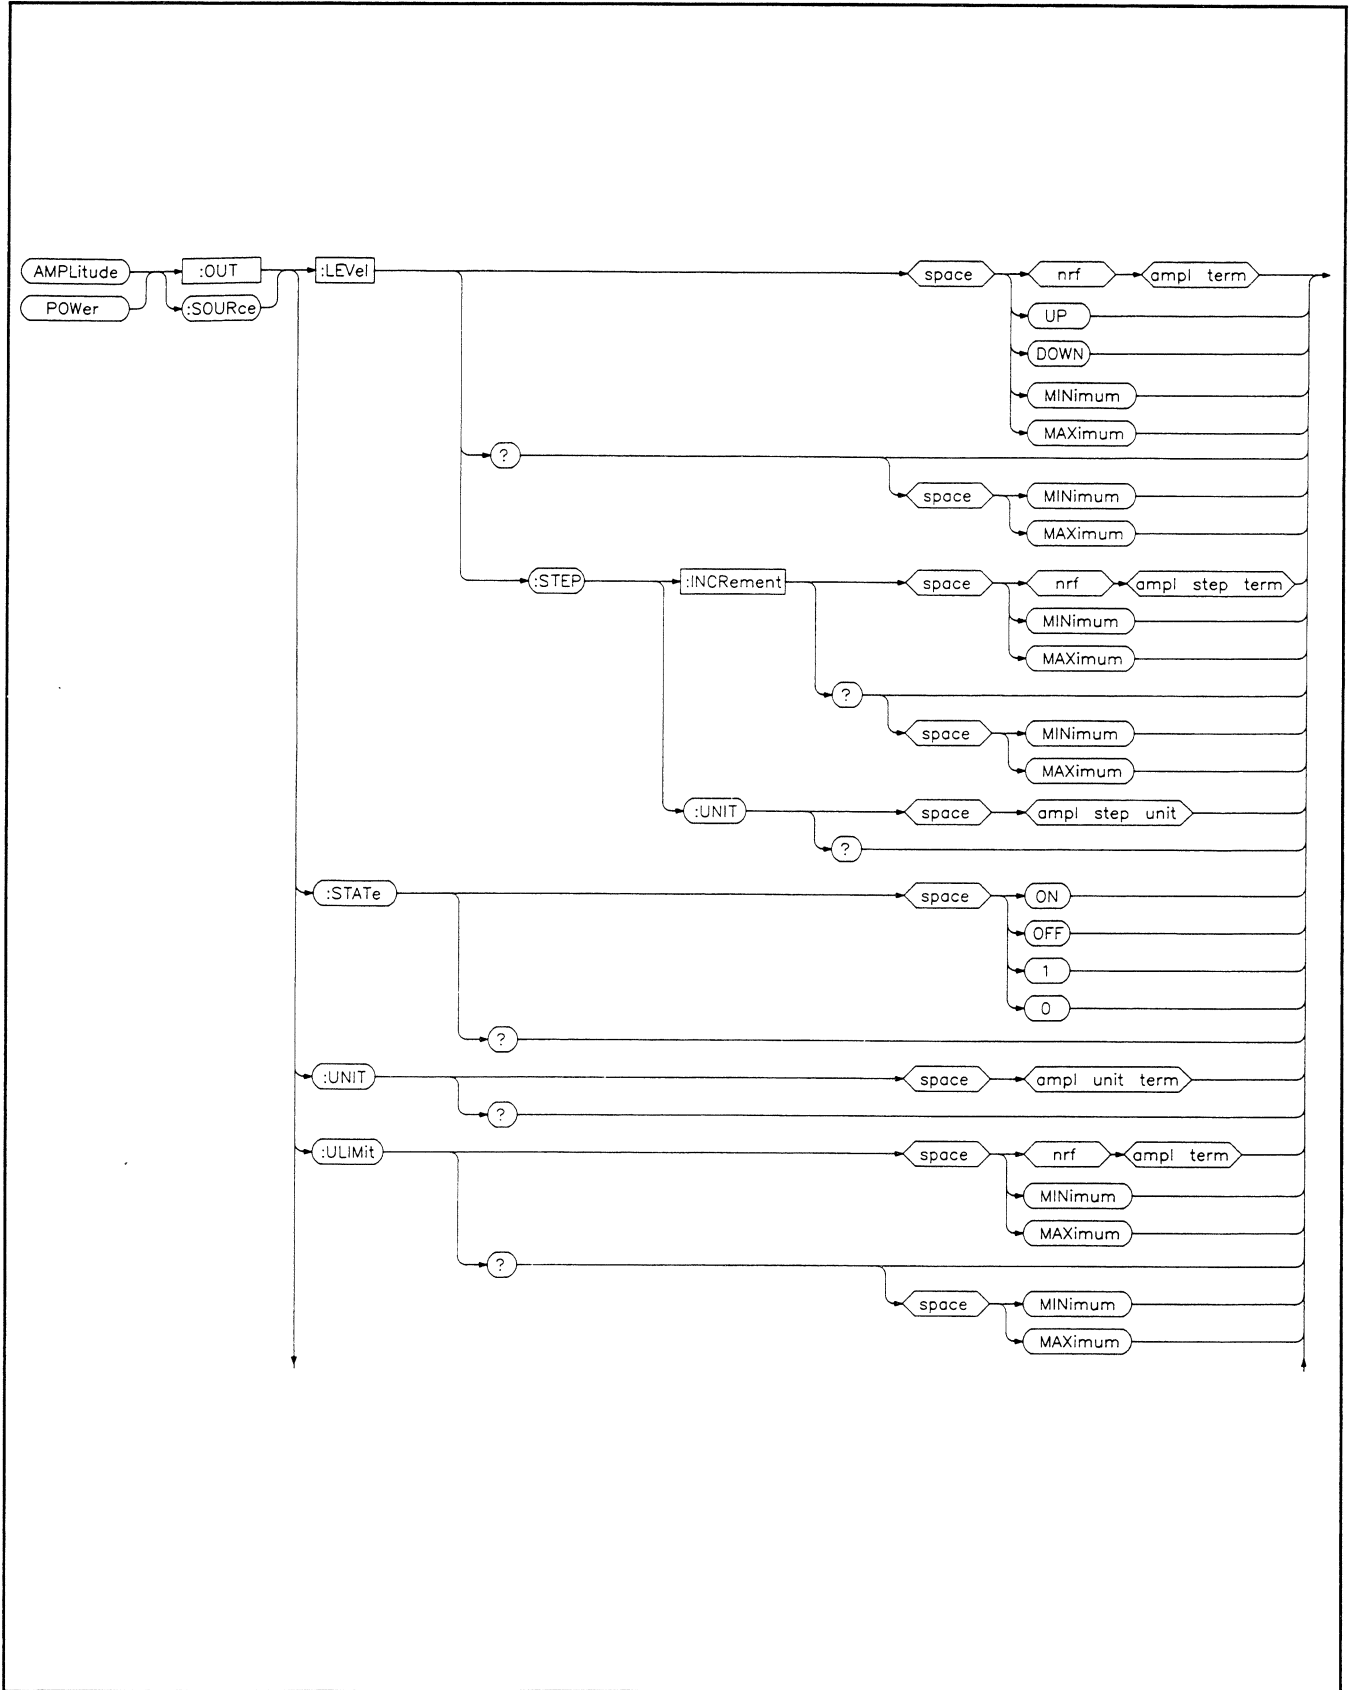 AMPLitude :OUT :LEVel space nrf ampl term
POWer :SOURce
UP
DOWN
MINimum
MAXimum
?
space MINimum
MAXimum
:STEP :INCRement space nrf ampl step term
MINimum
MAXimum
?
space MINimum
MAXimum
:UNIT space ampl step unit
?
:STATe space ON
OFF
1
0
?
:UNIT space ampl unit term
?
:ULIMit space nrf ampl term
MINimum
MAXimum
?
space MINimum
MAXimum